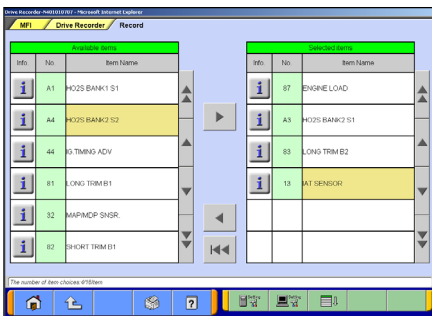 Drive Recorder-N401010707 - Microsoft Internet Explorer
MFI Drive Recorder Record
Available items
Info. No. Item Name
A1 HO2S BANK1 S1
A4 HO2S BANK2 S2
44 IG.TIMING ADV
81 LONG TRIM B1
32 MAP/MDP SNSR.
82 SHORT TRIM B1
Selected items
Info. No. Item Name
87 ENGINE LOAD
A3 HO2S BANK2 S1
83 LONG TRIM B2
13 IAT SENSOR
The number of item choices:4/16item
Setting Setting